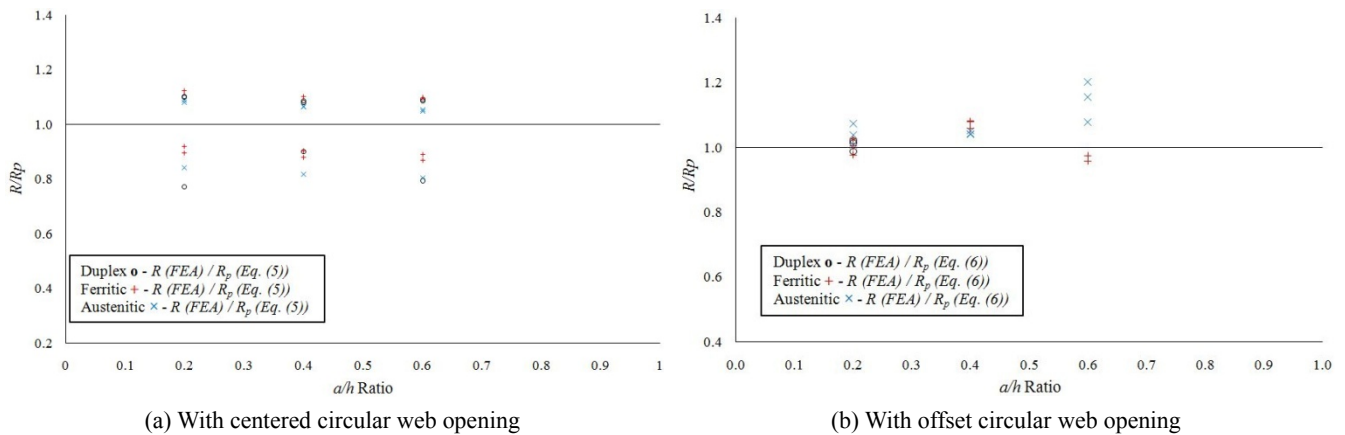 1.4
1.2
1.0
0.8
0.6
0.4
0.2
R/Rp
0 0.1 0.2 0.3 0.4 0.5 0.6 0.7 0.8 0.9 1
a/h Ratio
Duplex o - R (FEA) / Rp (Eq. (5))
Ferritic + - R (FEA) / Rp (Eq. (5))
Austenitic × - R (FEA) / Rp (Eq. (5))
(a) With centered circular web opening
1.4
1.2
1.0
0.8
0.6
0.4
R/Rp
0.0 0.1 0.2 0.3 0.4 0.5 0.6 0.7 0.8 0.9 1.0
a/h Ratio
Duplex o - R (FEA) / Rp (Eq. (6))
Ferritic + - R (FEA) / Rp (Eq. (6))
Austenitic × - R (FEA) / Rp (Eq. (6))
(b) With offset circular web opening